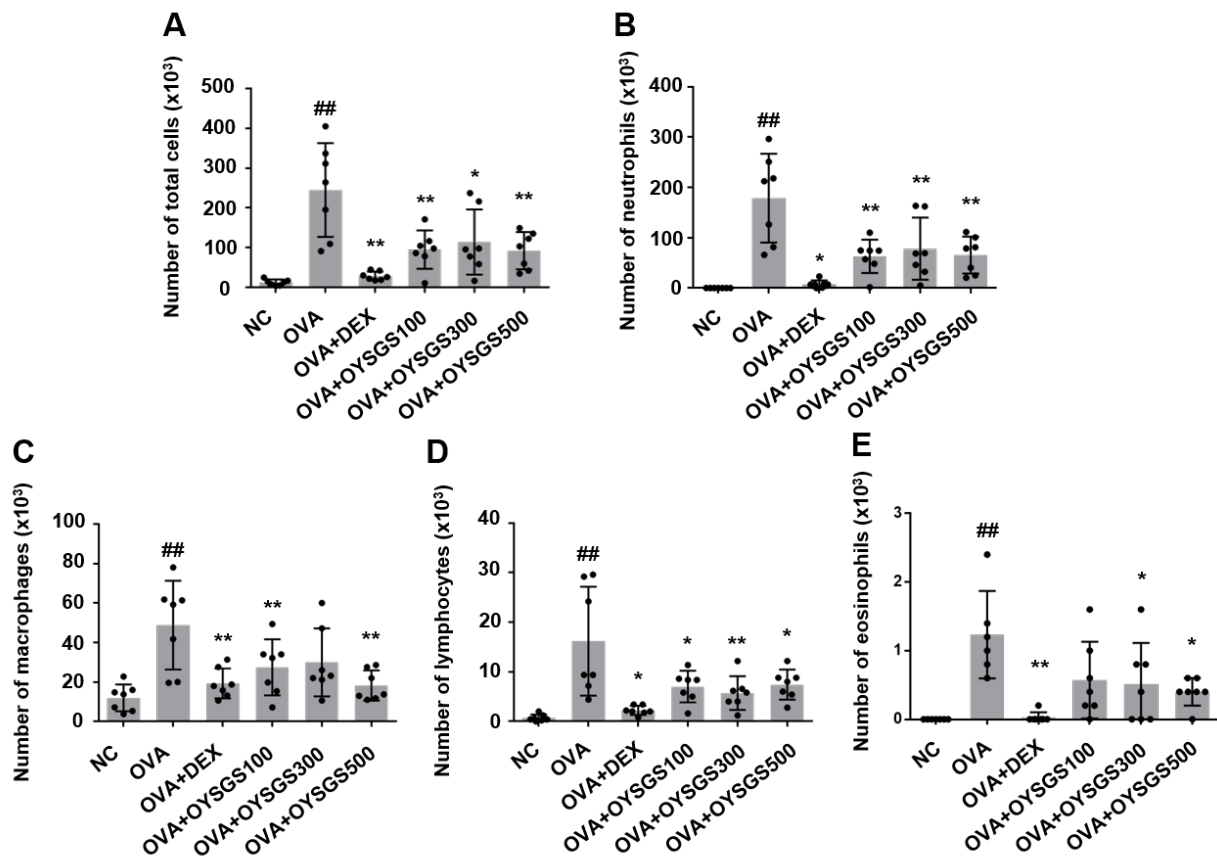 A
Number of total cells (x10³)
500
400
300
200
100
0
##
**
**
*
**
NC
OVA
OVA+DEX
OVA+OYSGS100
OVA+OYSGS300
OVA+OYSGS500
B
Number of neutrophils (x10³)
400
300
200
100
0
##
*
**
**
**
NC
OVA
OVA+DEX
OVA+OYSGS100
OVA+OYSGS300
OVA+OYSGS500
C
Number of macrophages (x10³)
100
80
60
40
20
0
##
**
**
**
NC
OVA
OVA+DEX
OVA+OYSGS100
OVA+OYSGS300
OVA+OYSGS500
D
Number of lymphocytes (x10³)
40
30
20
10
0
##
*
*
**
*
NC
OVA
OVA+DEX
OVA+OYSGS100
OVA+OYSGS300
OVA+OYSGS500
E
Number of eosinophils (x10³)
3
2
1
0
##
**
*
*
NC
OVA
OVA+DEX
OVA+OYSGS100
OVA+OYSGS300
OVA+OYSGS500